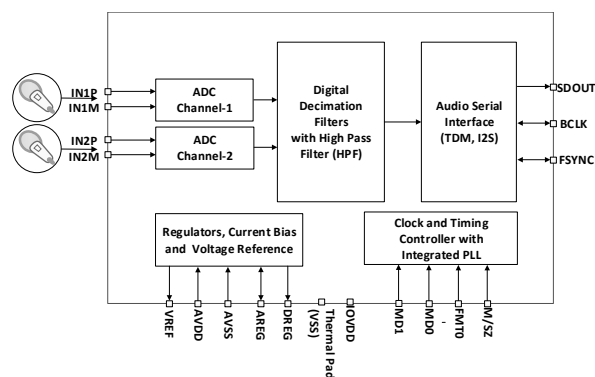 IN1P
IN1M
IN2P
IN2M
ADC
Channel-1
ADC
Channel-2
Digital
Decimation
Filters
with High Pass
Filter (HPF)
Audio Serial
Interface
(TDM, I2S)
SDOUT
BCLK
FSYNC
Regulators, Current Bias
and Voltage Reference
Clock and Timing
Controller with
Integrated PLL
VREF
AVDD
AVSS
AREG
DREG
Thermal Pad
(VSS)
IOVDD
MD1
MD0
FMT0
M/SZ